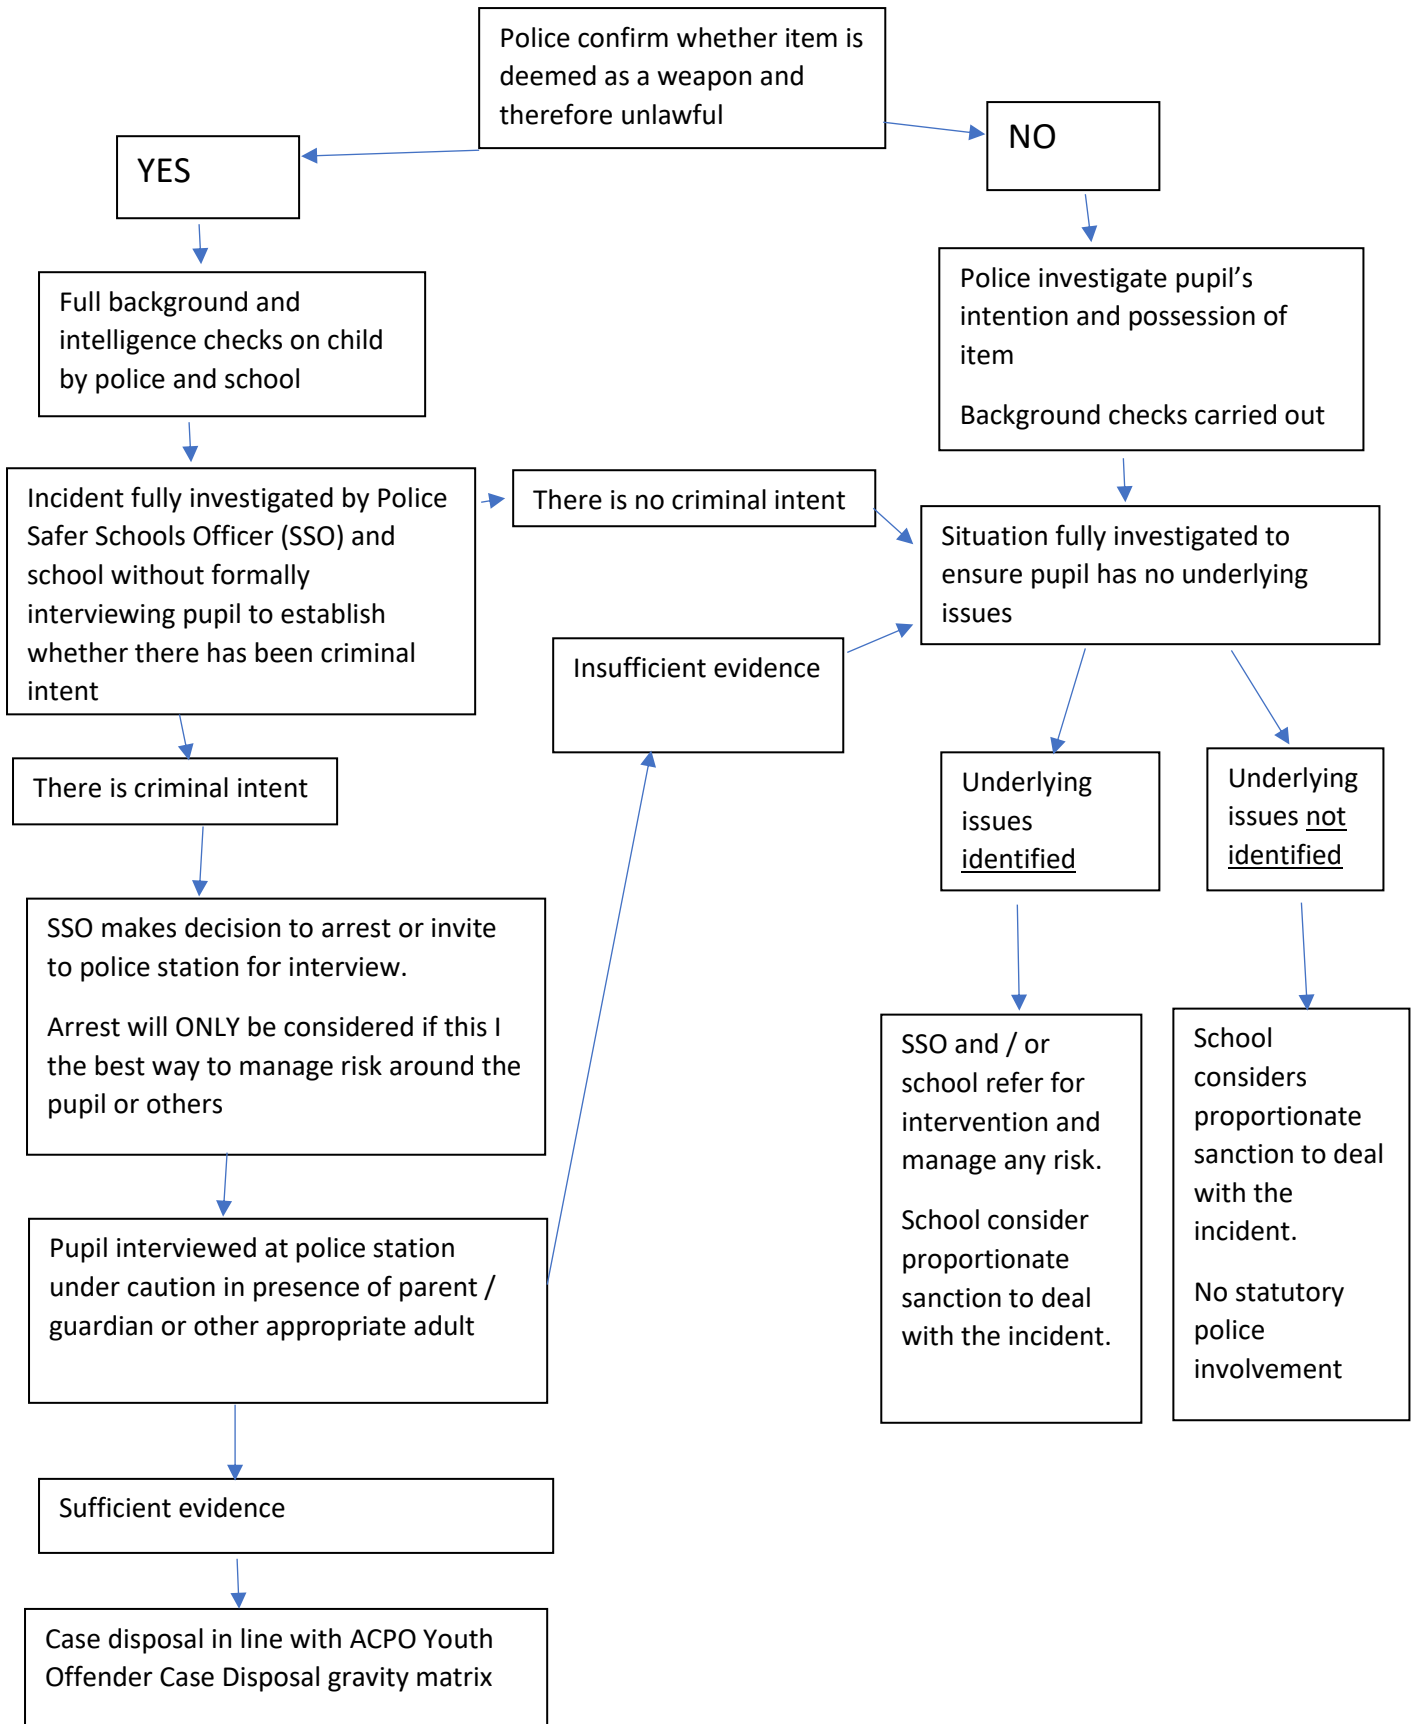 Police confirm whether item is
deemed as a weapon and
therefore unlawful
YES
NO
Full background and
intelligence checks on child
by police and school
Police investigate pupil’s
intention and possession of
item
Background checks carried out
Incident fully investigated by Police
Safer Schools Officer (SSO) and
school without formally
interviewing pupil to establish
whether there has been criminal
intent
There is no criminal intent
Situation fully investigated to
ensure pupil has no underlying
issues
Insufficient evidence
There is criminal intent
Underlying
issues
identified
Underlying
issues not
identified
SSO makes decision to arrest or invite
to police station for interview.
Arrest will ONLY be considered if this I
the best way to manage risk around the
pupil or others
SSO and / or
school refer for
intervention and
manage any risk.
School consider
proportionate
sanction to deal
with the incident.
School
considers
proportionate
sanction to deal
with the
incident.
No statutory
police
involvement
Pupil interviewed at police station
under caution in presence of parent /
guardian or other appropriate adult
Sufficient evidence
Case disposal in line with ACPO Youth
Offender Case Disposal gravity matrix